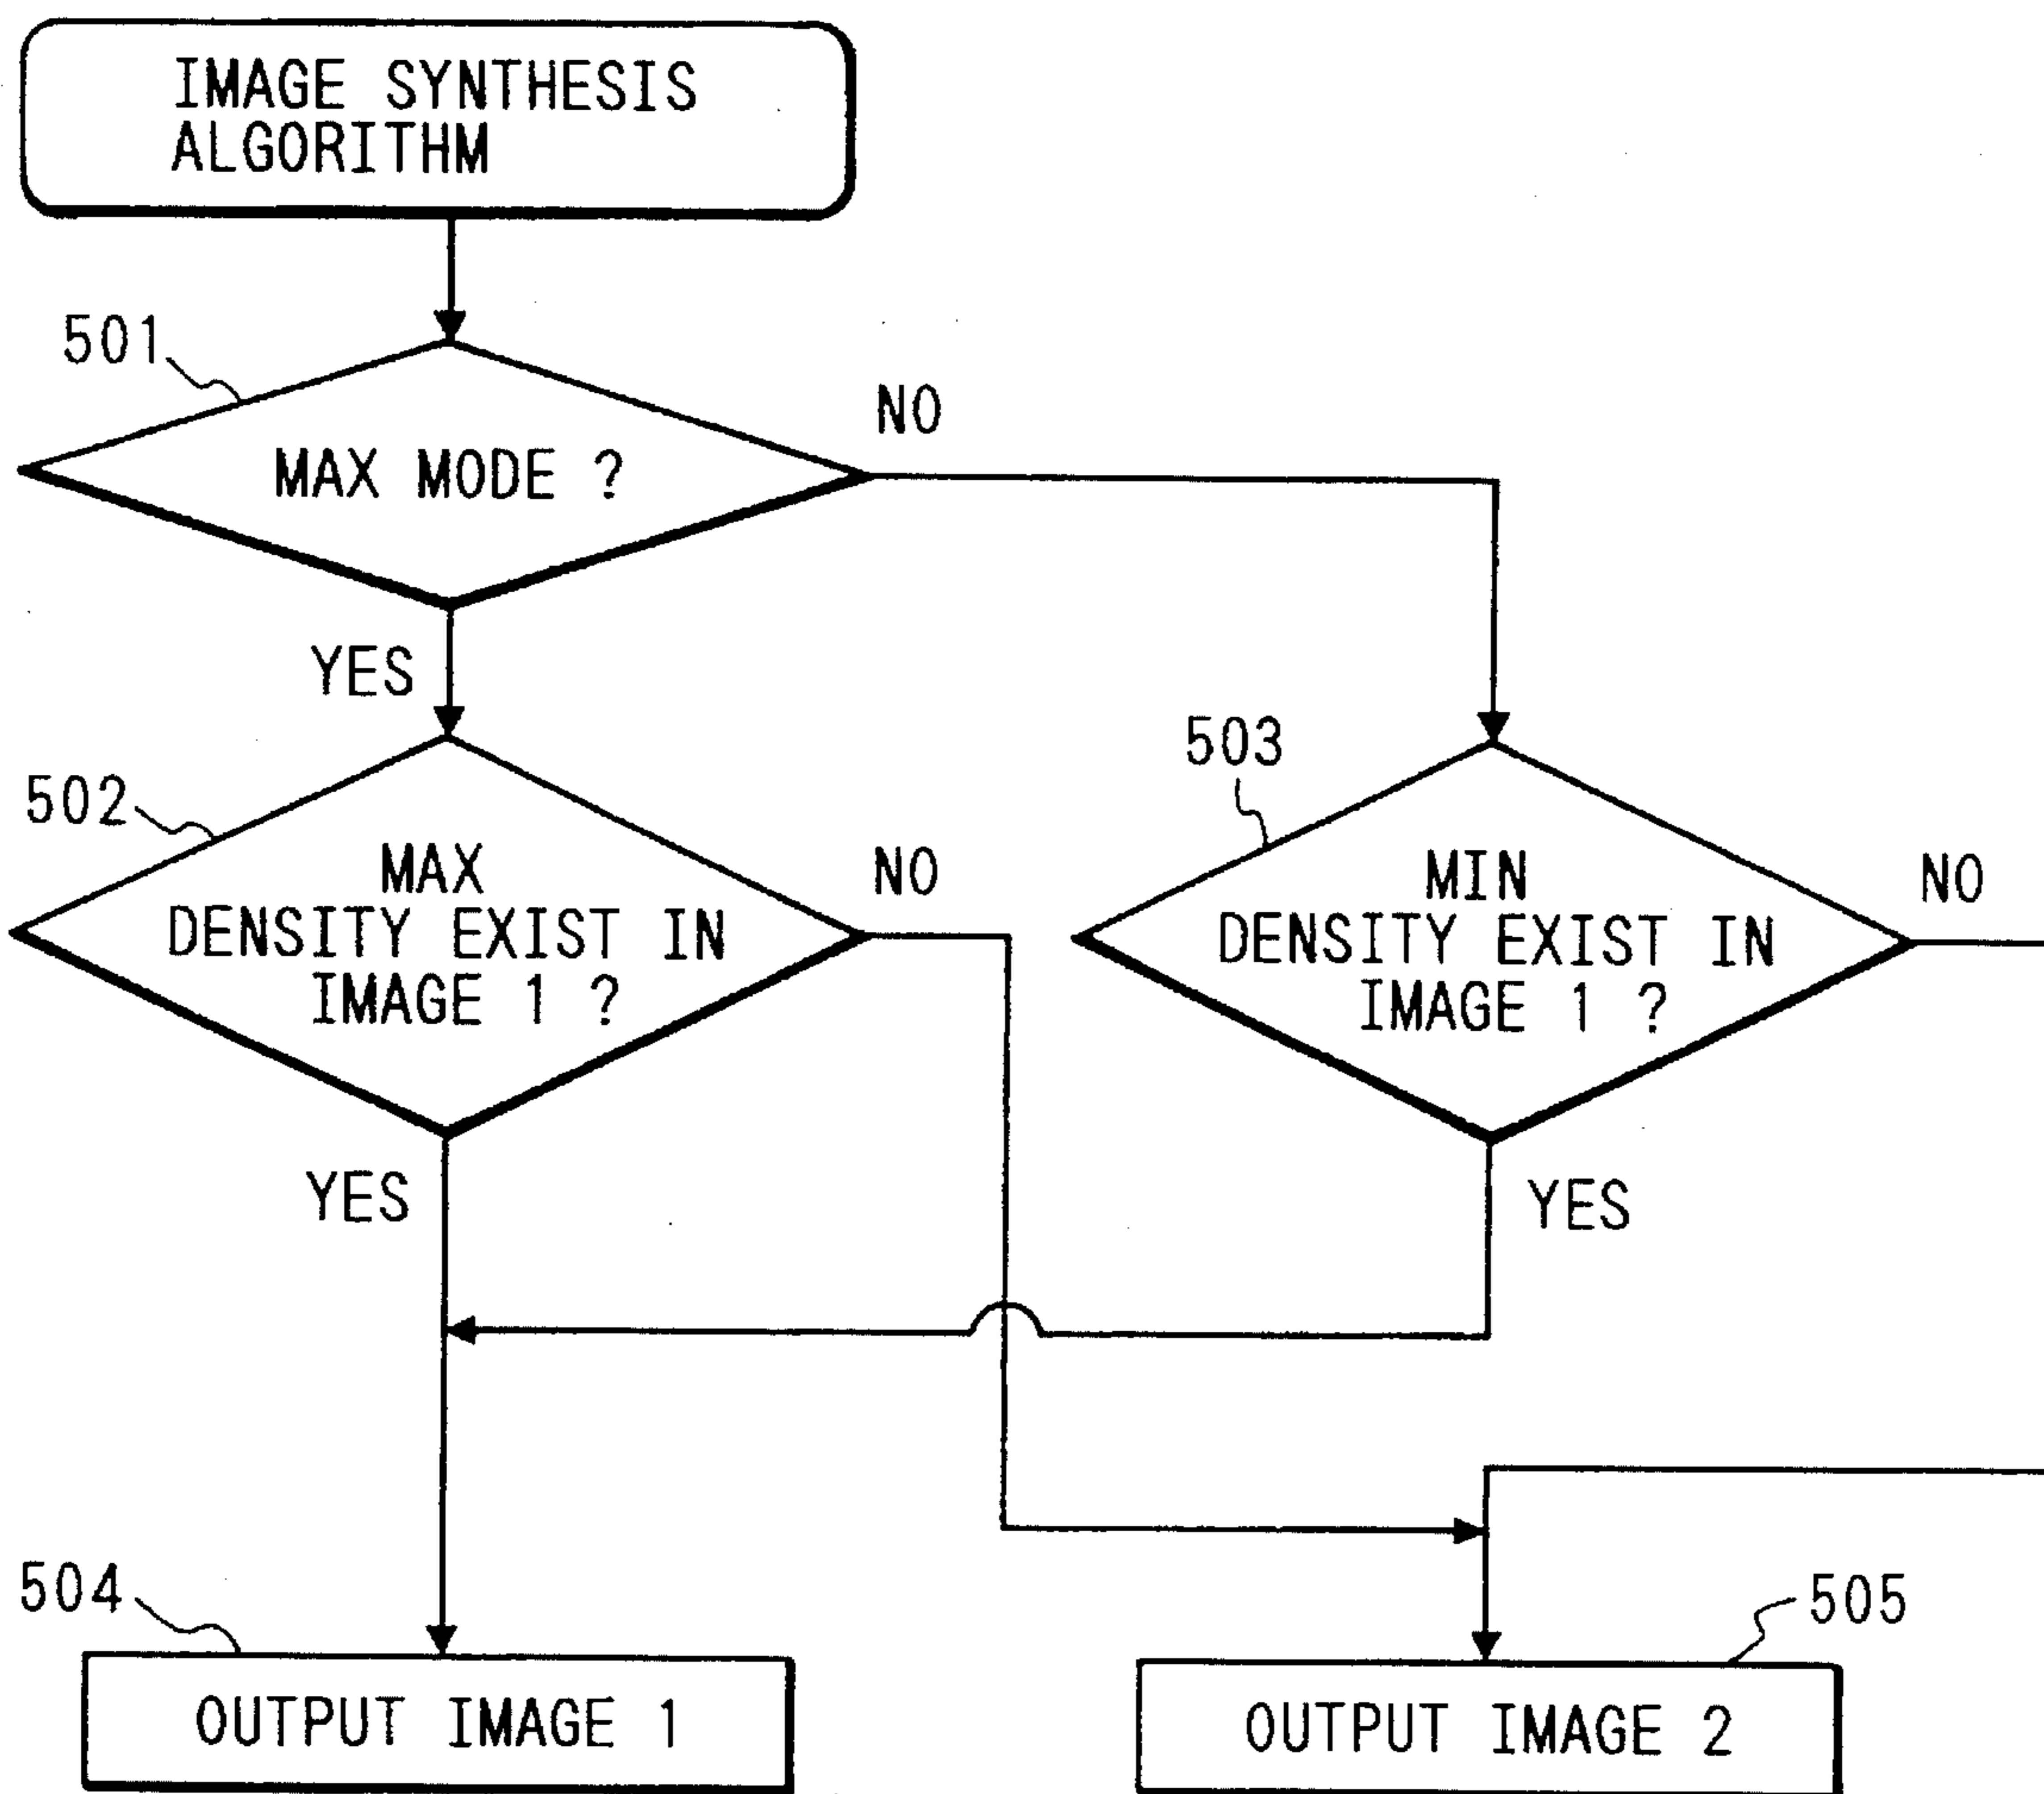 IMAGE SYNTHESIS
ALGORITHM
501
MAX MODE ?
NO
YES
502
MAX
DENSITY EXIST IN
IMAGE 1 ?
NO
YES
503
MIN
DENSITY EXIST IN
IMAGE 1 ?
NO
YES
504
OUTPUT IMAGE 1
505
OUTPUT IMAGE 2